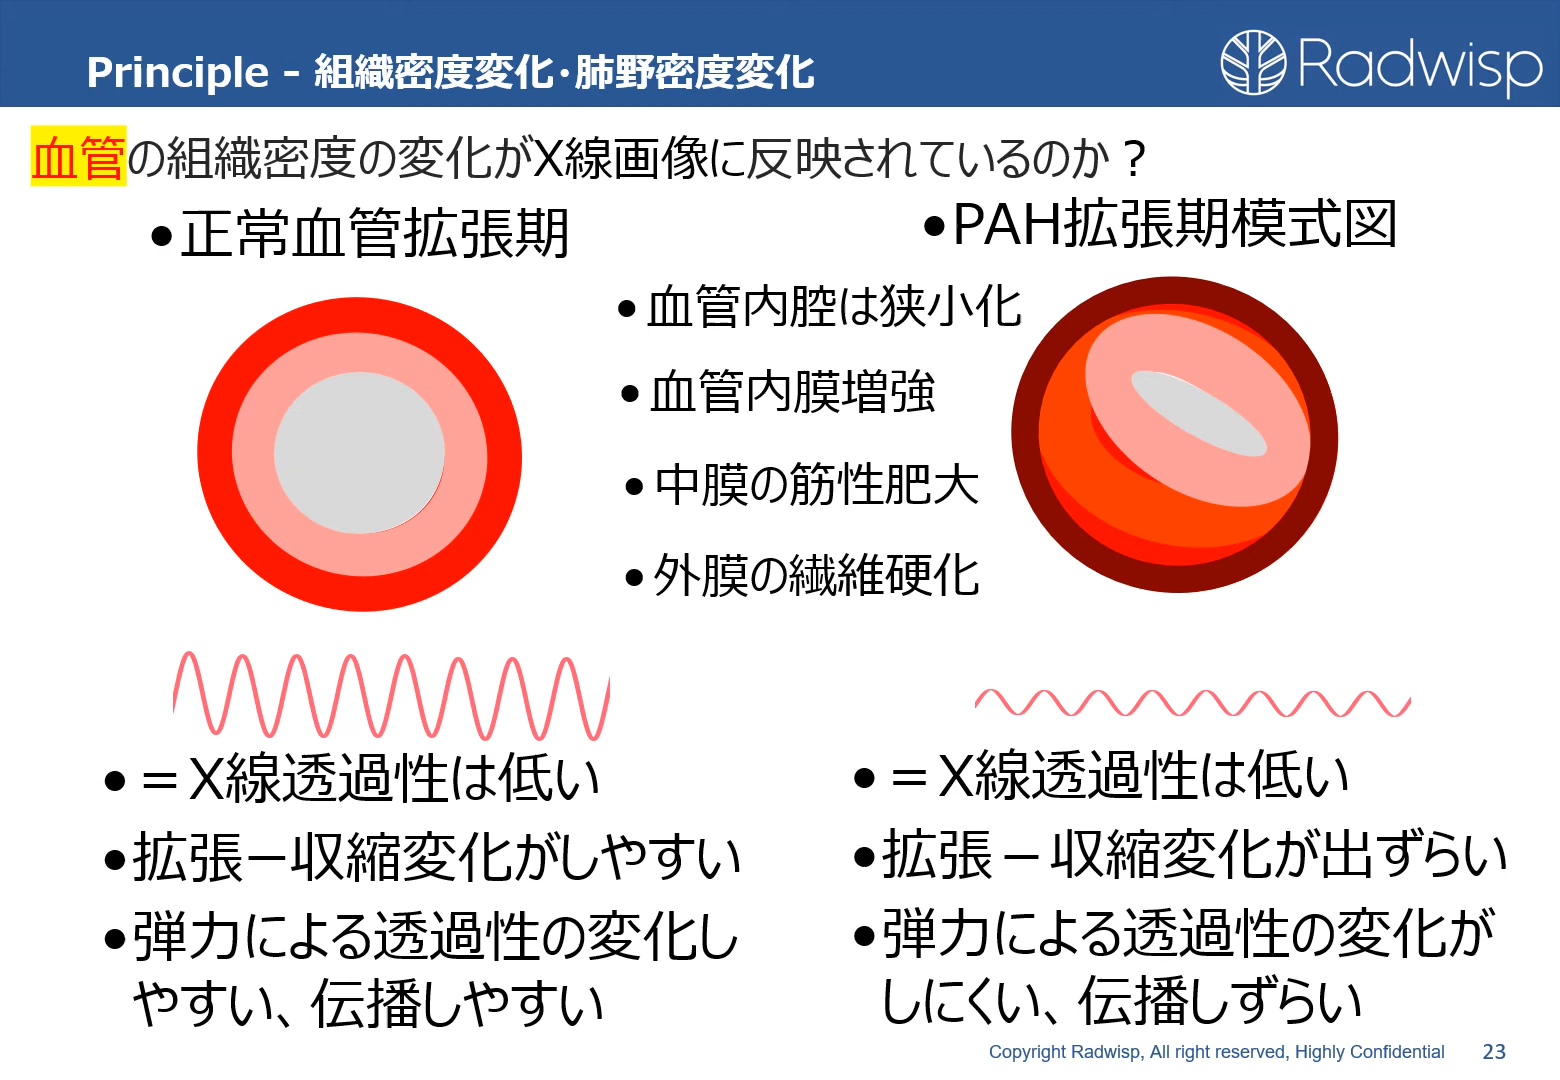 Principle - 組織密度変化・肺野密度変化
Radwisp
血管の組織密度の変化がX線画像に反映されているのか？
•正常血管拡張期
•PAH拡張期模式図
•血管内腔は狭小化
•血管内膜増強
•中膜の筋性肥大
•外膜の繊維硬化
•＝X線透過性は低い
•拡張－収縮変化がしやすい
•弾力による透過性の変化し
やすい、伝播しやすい
•＝X線透過性は低い
•拡張－収縮変化が出ずらい
•弾力による透過性の変化が
しにくい、伝播しずらい
Copyright Radwisp, All right reserved, Highly Confidential
23